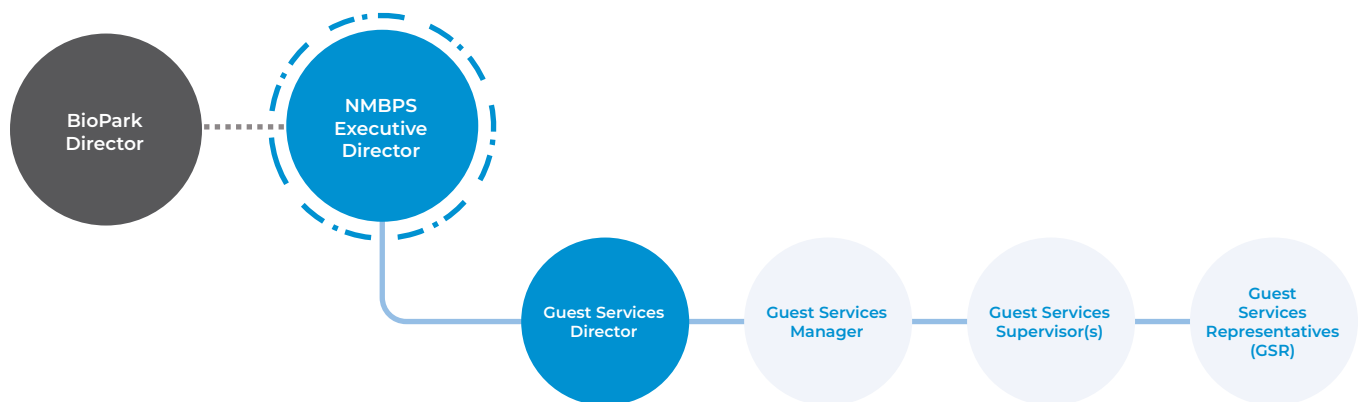 BioPark
Director
NMBPS
Executive
Director
Guest Services
Director
Guest Services
Manager
Guest Services
Supervisor(s)
Guest
Services
Representatives
(GSR)